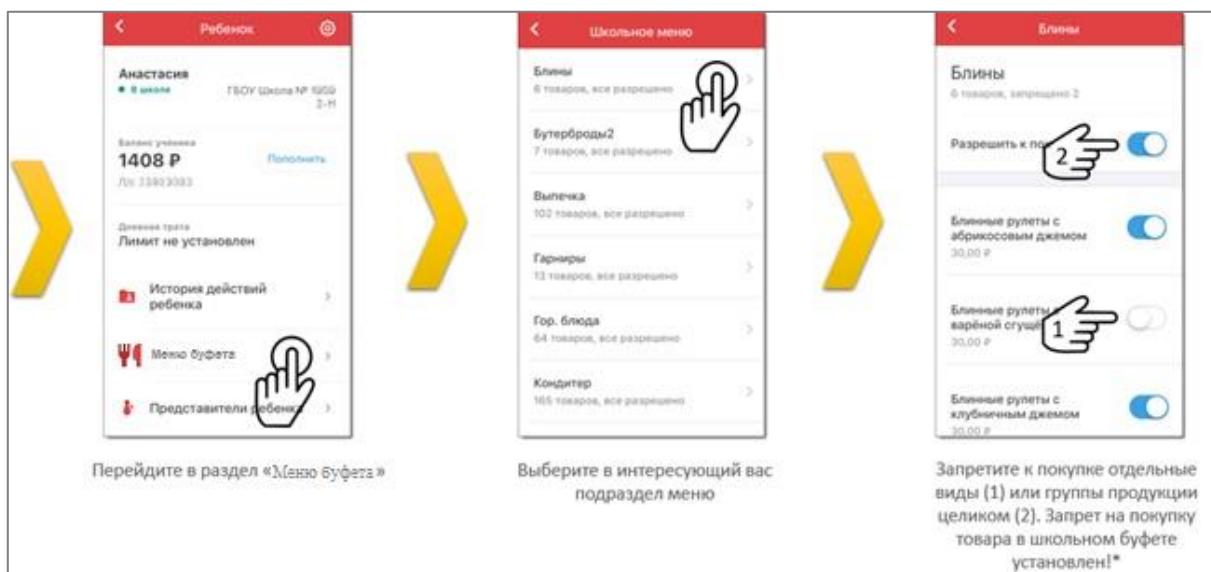 Ребенок
Анастасия
В школе
ГБОУ Школа №
2-Н
Баланс ученика
1408 ₽
Пополнить
Дневная трата
Лимит не установлен
История действий
ребенка
Меню буфета
Представители ребенка
Перейдите в раздел «Меню буфета»
Школьное меню
Блины
6 товаров, все разрешено
Бутерброды2
7 товаров, все разрешено
Выпечка
102 товаров, все разрешено
Гарниры
13 товаров, все разрешено
Гор. блюда
64 товаров, все разрешено
Кондитер
165 товаров, все разрешено
Выберите в интересующий вас
подраздел меню
Блины
Блины
6 товаров, запрещено 2
Разрешить к
2
Блинные рулеты с
абрикосовым джемом
30,00 ₽
Блинные рулеты
варёной
1
30,00 ₽
Блинные рулеты с
клубничным джемом
30,00 ₽
Запретите к покупке отдельные
виды (1) или группы продукции
целиком (2). Запрет на покупку
товара в школьном буфете
установлен!*